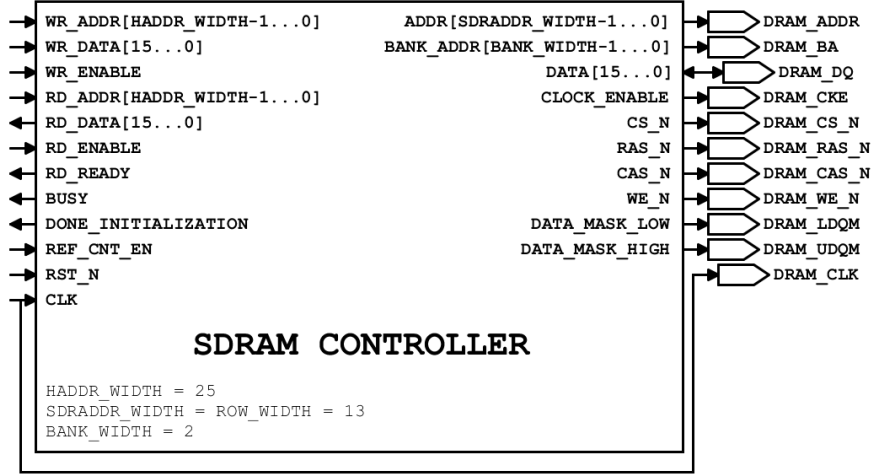 WR_ADDR[HADDR_WIDTH-1...0] ADDR[SDRADDR_WIDTH-1...0] DRAM_ADDR
WR_DATA[15...0] BANK_ADDR[BANK_WIDTH-1...0] DRAM_BA
WR_ENABLE DATA[15...0] DRAM_DQ
RD_ADDR[HADDR_WIDTH-1...0] CLOCK_ENABLE DRAM_CKE
RD_DATA[15...0] CS_N DRAM_CS_N
RD_ENABLE RAS_N DRAM_RAS_N
RD_READY CAS_N DRAM_CAS_N
BUSY WE_N DRAM_WE_N
DONE_INITIALIZATION DATA_MASK_LOW DRAM_LDQM
REF_CNT_EN DATA_MASK_HIGH DRAM_UDQM
RST_N DRAM_CLK
CLK
SDRAM CONTROLLER
HADDR_WIDTH = 25
SDRADDR_WIDTH = ROW_WIDTH = 13
BANK_WIDTH = 2